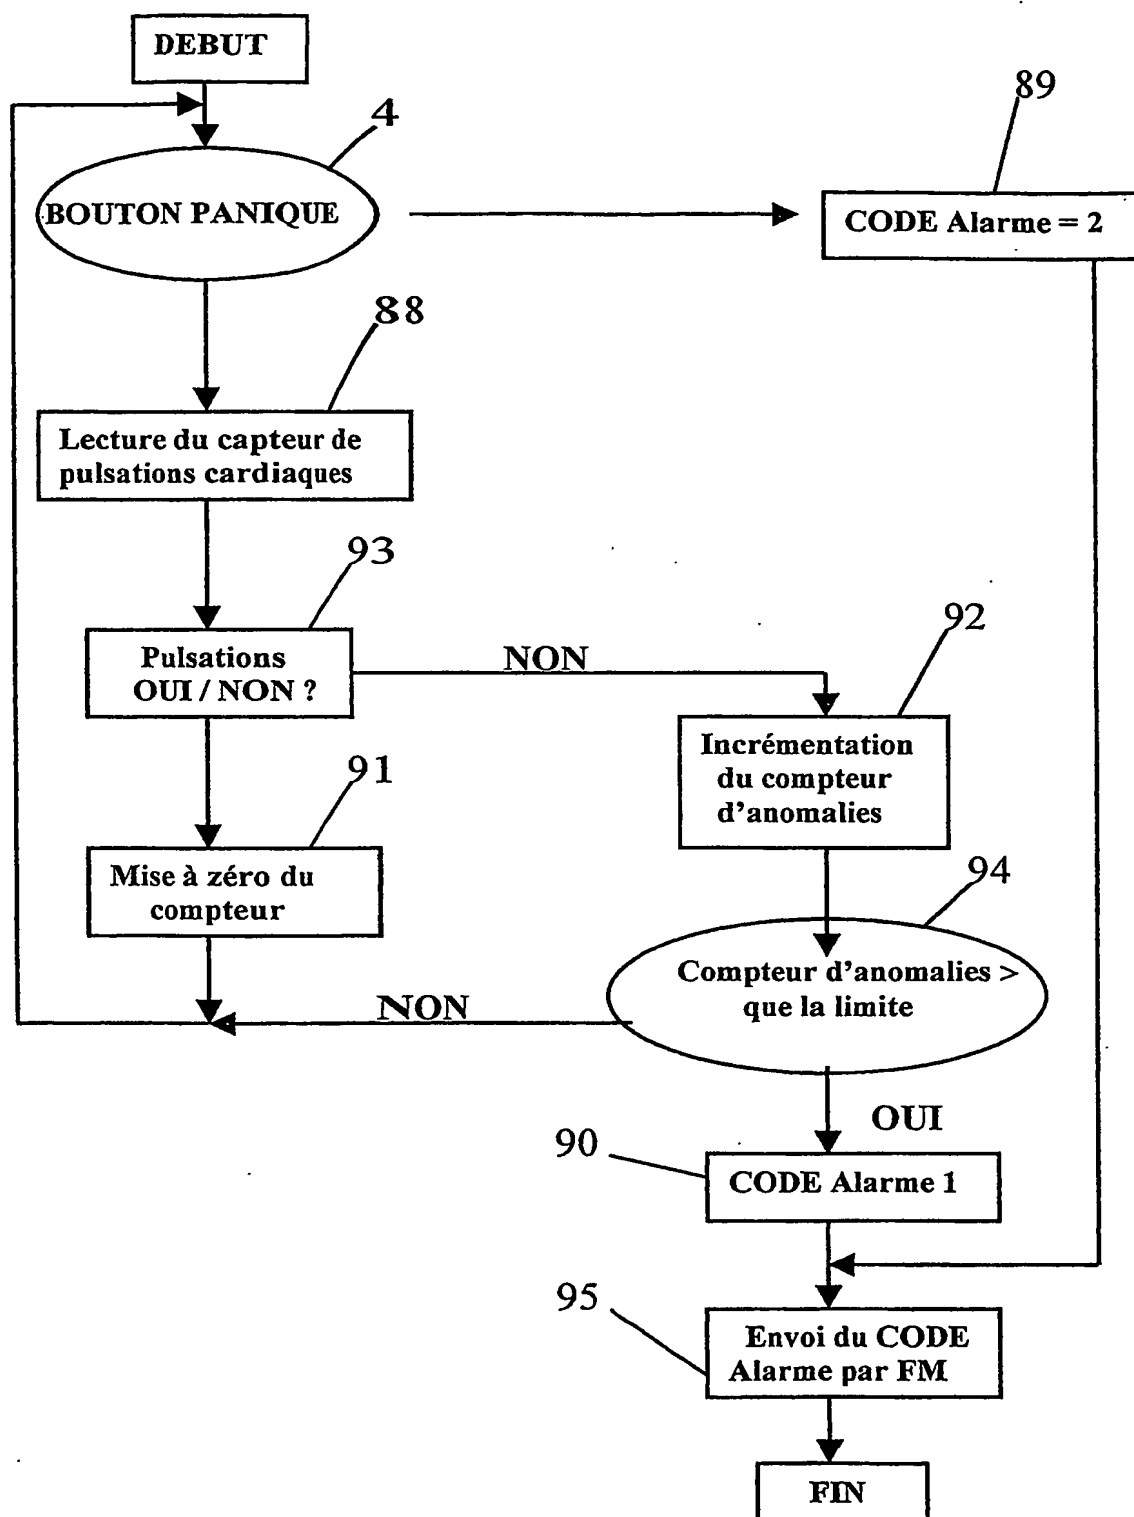 DEBUT
89
4
BOUTON PANIQUE
CODE Alarme = 2
88
Lecture du capteur de
pulsations cardiaques
93
92
Pulsations
OUI / NON ?
NON
Incrémentation
du compteur
d'anomalies
91
Mise à zéro du
compteur
94
Compteur d'anomalies >
que la limite
NON
OUI
90
CODE Alarme 1
95
Envoi du CODE
Alarme par FM
FIN